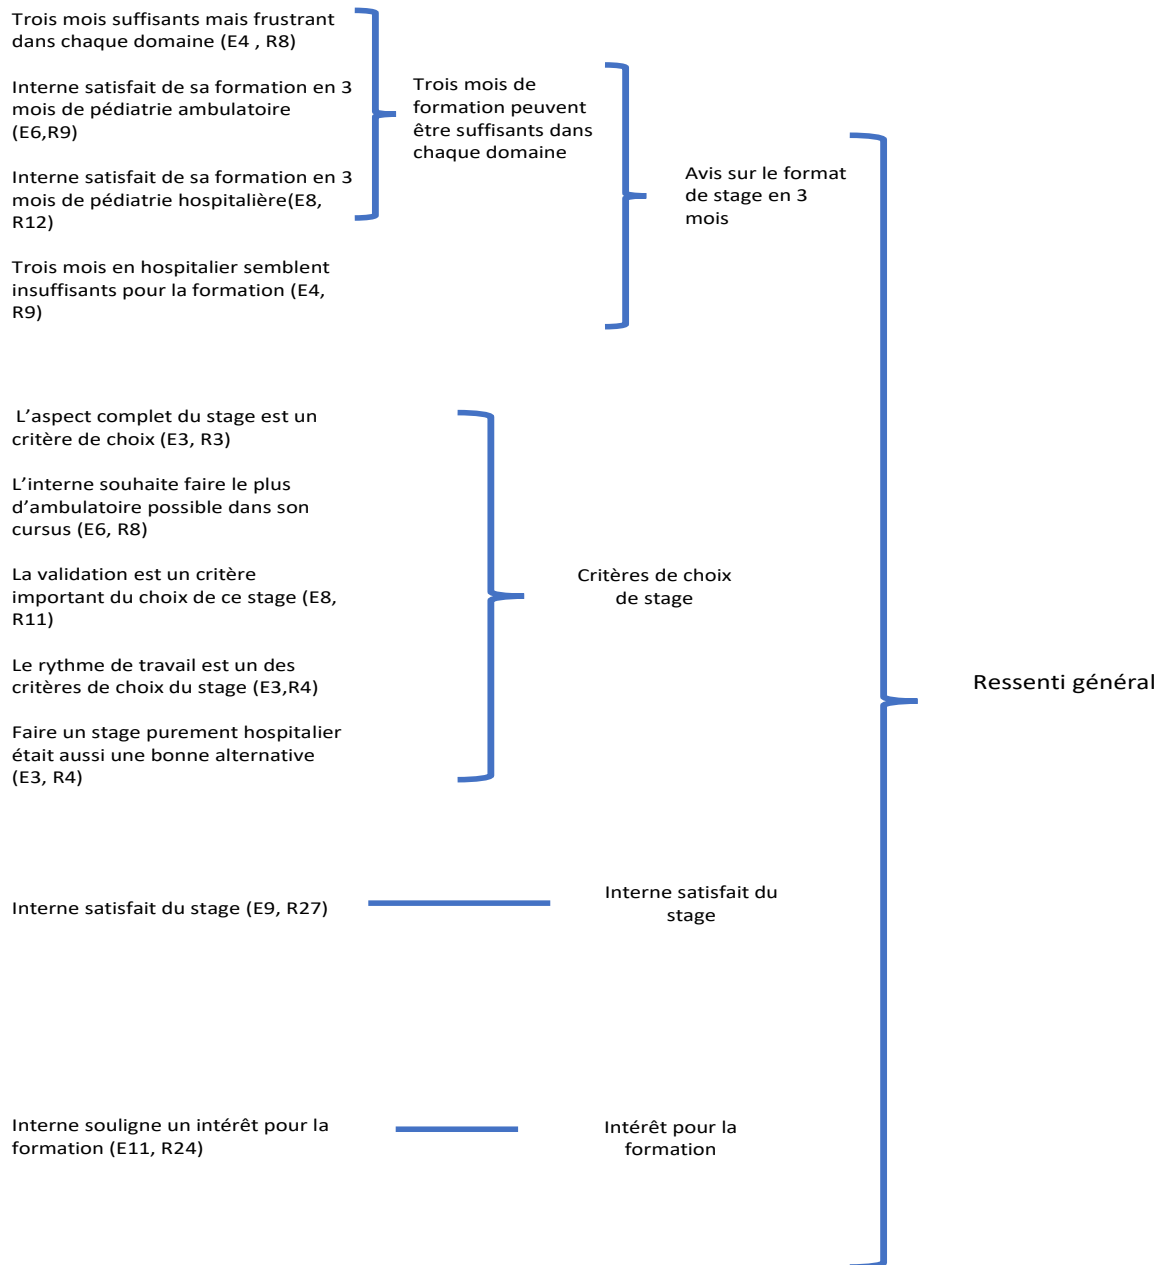 Trois mois suffisants mais frustrant
dans chaque domaine (E4 , R8)
Interne satisfait de sa formation en 3
mois de pédiatrie ambulatoire
(E6,R9)
Interne satisfait de sa formation en 3
mois de pédiatrie hospitalière(E8,
R12)
Trois mois en hospitalier semblent
insuffisants pour la formation (E4,
R9)
Trois mois de
formation peuvent
être suffisants dans
chaque domaine
Avis sur le format
de stage en 3
mois
L’aspect complet du stage est un
critère de choix (E3, R3)
L’interne souhaite faire le plus
d’ambulatoire possible dans son
cursus (E6, R8)
La validation est un critère
important du choix de ce stage (E8,
R11)
Le rythme de travail est un des
critères de choix du stage (E3,R4)
Faire un stage purement hospitalier
était aussi une bonne alternative
(E3, R4)
Critères de choix
de stage
Interne satisfait du stage (E9, R27)
Interne satisfait du
stage
Interne souligne un intérêt pour la
formation (E11, R24)
Intérêt pour la
formation
Ressenti général